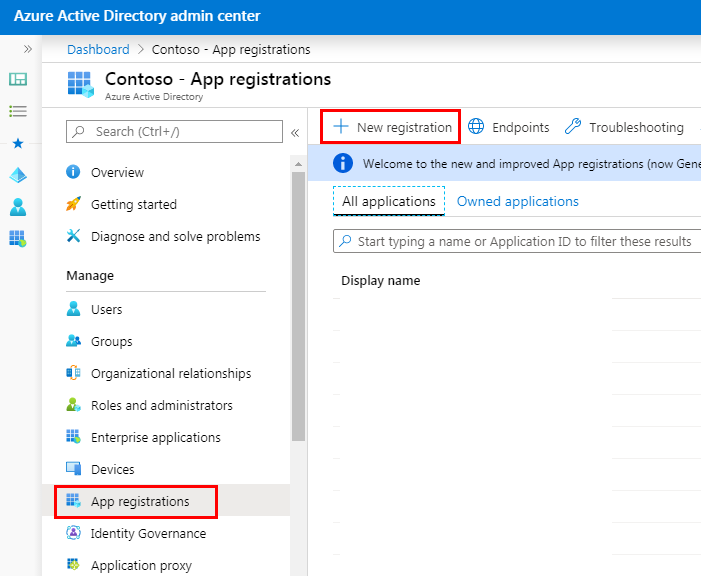 Azure Active Directory admin center
Dashboard > Contoso - App registrations
Contoso - App registrations
Azure Active Directory
Search (Ctrl+/)
Overview
Getting started
Diagnose and solve problems
Manage
Users
Groups
Organizational relationships
Roles and administrators
Enterprise applications
Devices
App registrations
Identity Governance
Application proxy
New registration
Endpoints
Troubleshooting
Welcome to the new and improved App registrations (now Gene
All applications
Owned applications
Start typing a name or Application ID to filter these results
Display name